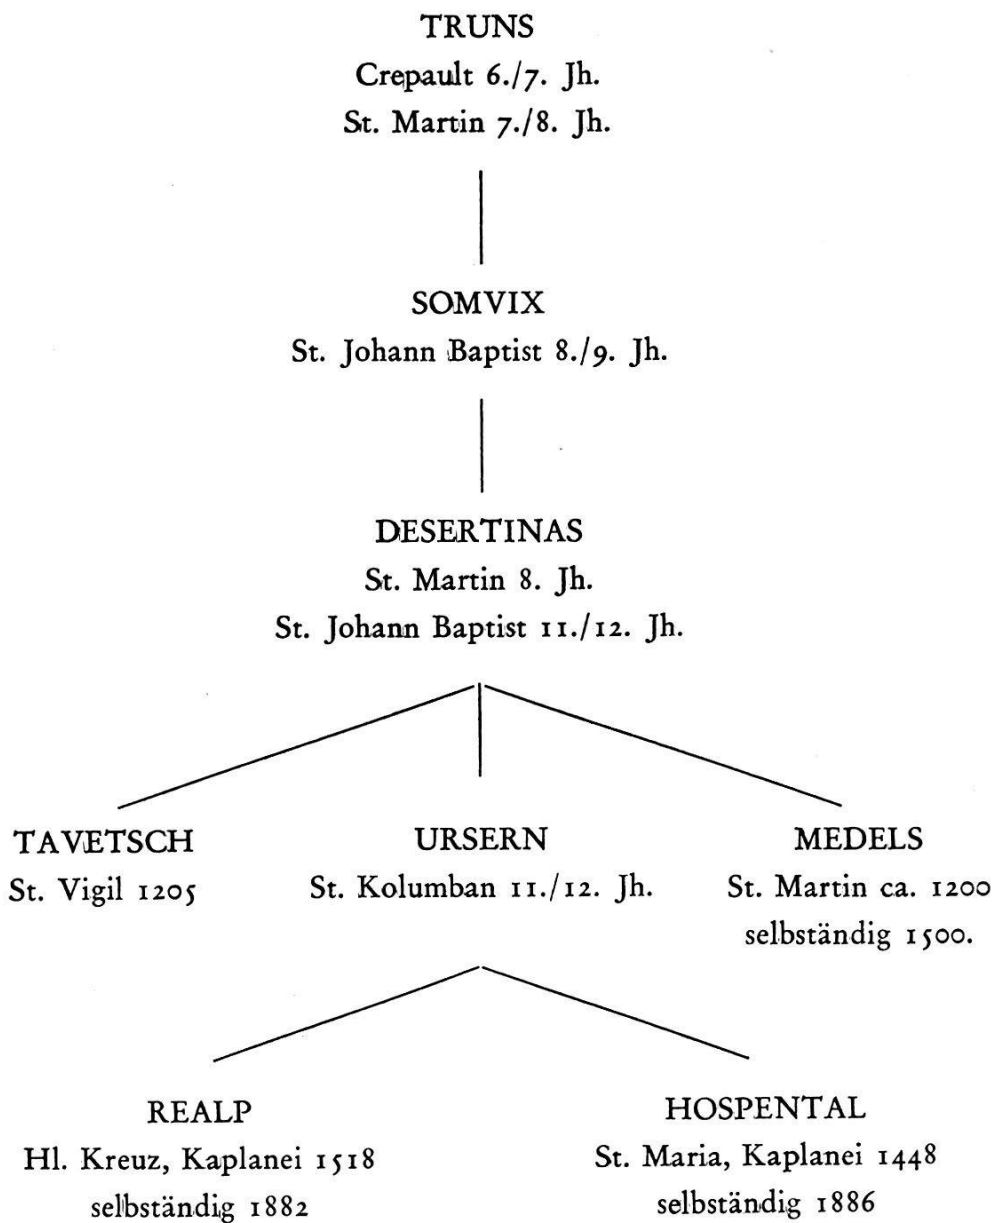 TRUNS
Crepault 6./7. Jh.
St. Martin 7./8. Jh.
SOMVIX
St. Johann Baptist 8./9. Jh.
DESERTINAS
St. Martin 8. Jh.
St. Johann Baptist 11./12. Jh.
TAVETSCH
St. Vigil 1205
URSERN
St. Kolumban 11./12. Jh.
MEDELS
St. Martin ca. 1200
selbständig 1500.
REALP
Hl. Kreuz, Kaplanei 1518
selbständig 1882
HOSPENTAL
St. Maria, Kaplanei 1448
selbständig 1886